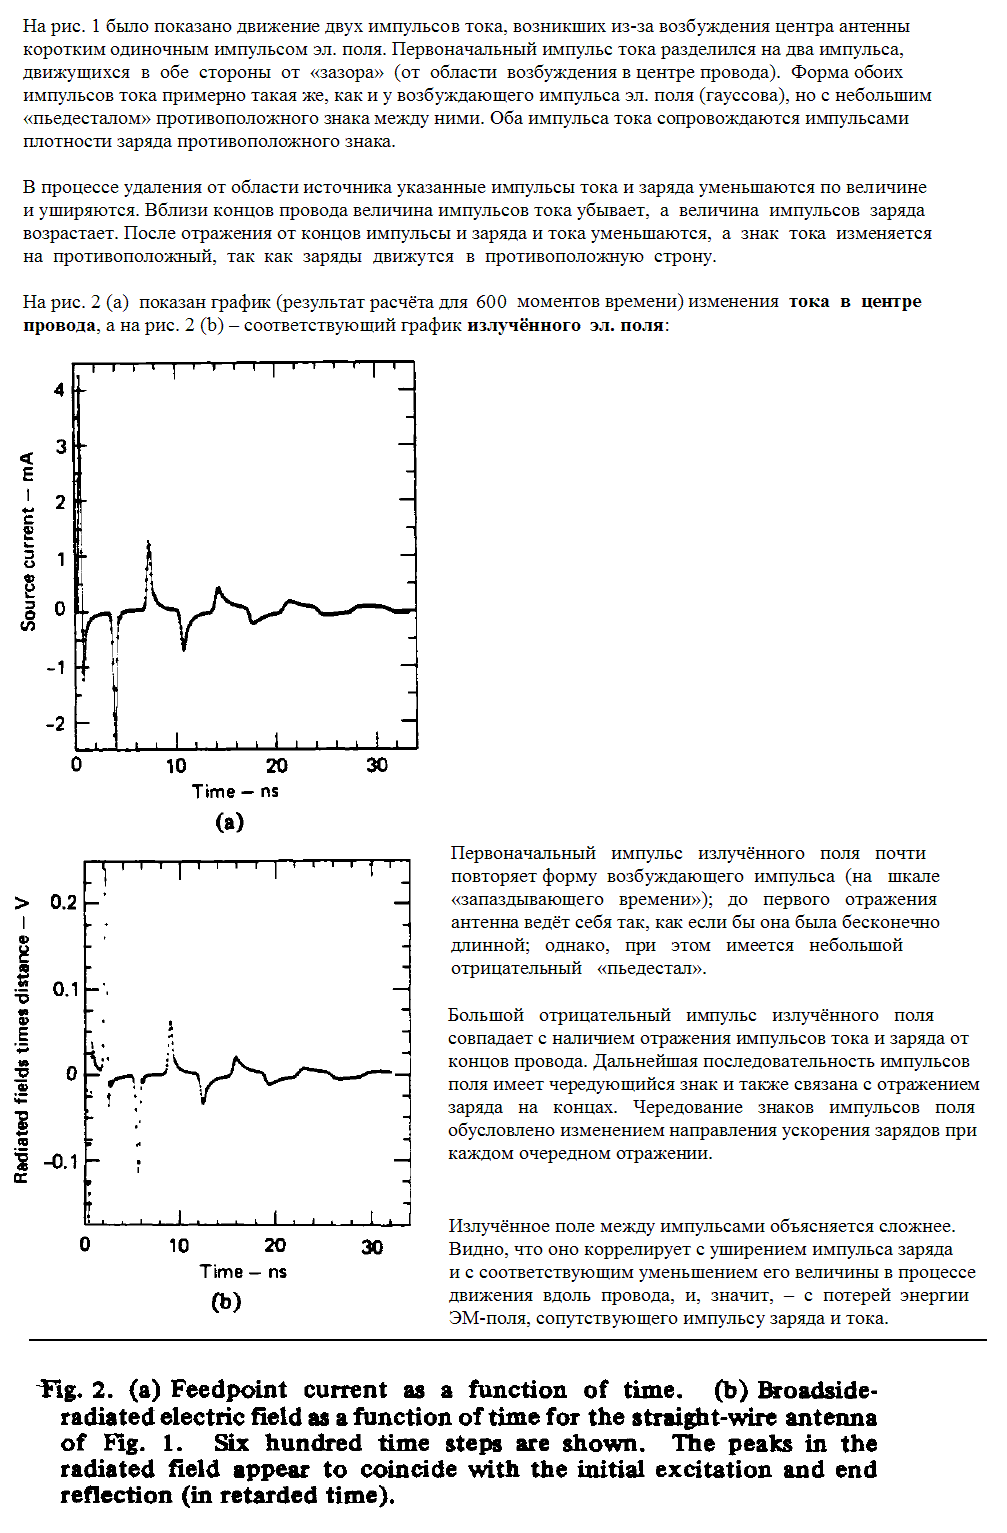 На рис. 1 было показано движение двух импульсов тока, возникших из-за возбуждения центра антенны
коротким одиночным импульсом эл. поля. Первоначальный импульс тока разделился на два импульса,
движущихся в обе стороны от «зазора» (от области возбуждения в центре провода). Форма обоих
импульсов тока примерно такая же, как и у возбуждающего импульса эл. поля (гауссова), но с небольшим
«пьедесталом» противоположного знака между ними. Оба импульса тока сопровождаются импульсами
плотности заряда противоположного знака.
В процессе удаления от области источника указанные импульсы тока и заряда уменьшаются по величине
и уширяются. Вблизи концов провода величина импульсов тока убывает, а величина импульсов заряда
возрастает. После отражения от концов импульсы и заряда и тока уменьшаются, а знак тока изменяется
на противоположный, так как заряды движутся в противоположную строну.
На рис. 2 (a) показан график (результат расчёта для 600 моментов времени) изменения тока в центре
провода, а на рис. 2 (b) – соответствующий график излучённого эл. поля:
Source current – mA
4
3
2
1
0
-1
-2
0 10 20 30
Time – ns
(a)
Radiated fields times distance – V
0.2
0.1
0
-0.1
0 10 20 30
Time – ns
(b)
Первоначальный импульс излучённого поля почти
повторяет форму возбуждающего импульса (на шкале
«запаздывающего времени»); до первого отражения
антенна ведёт себя так, как если бы она была бесконечно
длинной; однако, при этом имеется небольшой
отрицательный «пьедестал».
Большой отрицательный импульс излучённого поля
совпадает с наличием отражения импульсов тока и заряда от
концов провода. Дальнейшая последовательность импульсов
поля имеет чередующийся знак и также связана с отражением
заряда на концах. Чередование знаков импульсов поля
обусловлено изменением направления ускорения зарядов при
каждом очередном отражении.
Излучённое поле между импульсами объясняется сложнее.
Видно, что оно коррелирует с уширением импульса заряда
и с соответствующим уменьшением его величины в процессе
движения вдоль провода, и, значит, – с потерей энергии
ЭМ-поля, сопутствующего импульсу заряда и тока.
Fig. 2. (a) Feedpoint current as a function of time. (b) Broadside-
radiated electric field as a function of time for the straight-wire antenna
of Fig. 1. Six hundred time steps are shown. The peaks in the
radiated field appear to coincide with the initial excitation and end
reflection (in retarded time).